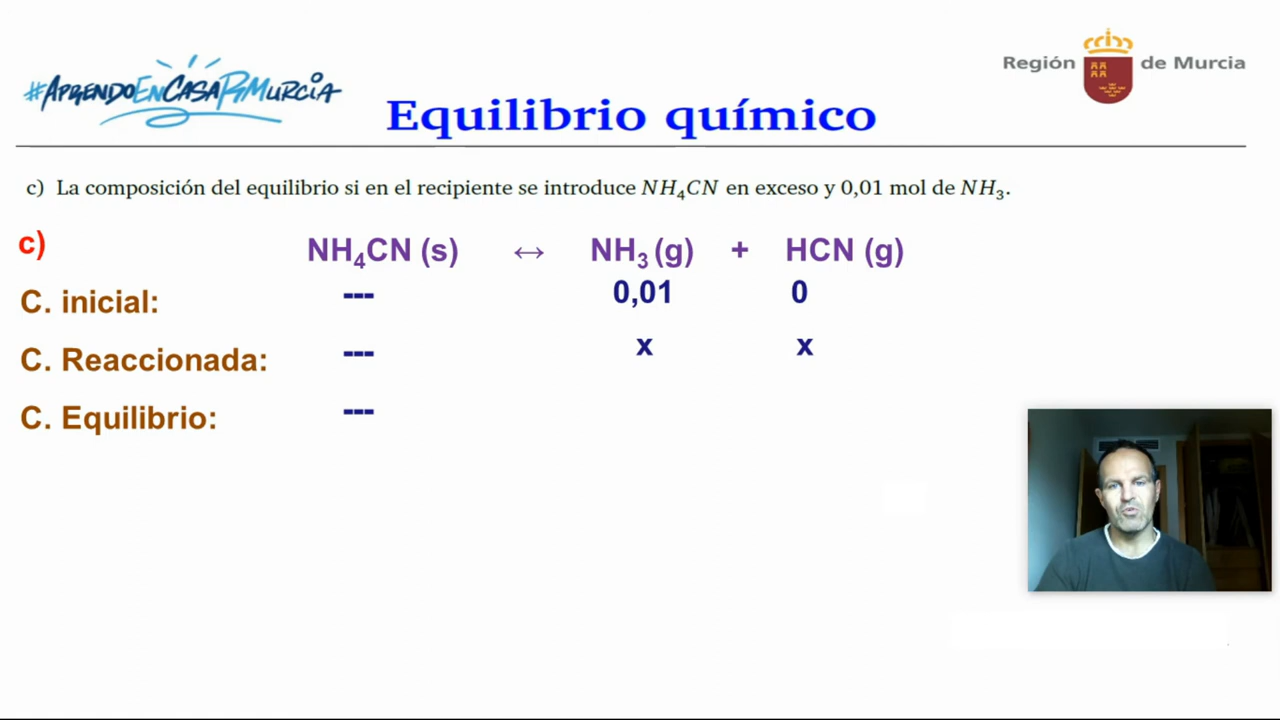 #APRENDOENCASARMURCIA
Región de Murcia
Equilibrio químico
c) La composición del equilibrio si en el recipiente se introduce NH₄CN en exceso y 0,01 mol de NH₃.
c) NH₄CN (s) ↔ NH₃ (g) + HCN (g)
C. inicial: --- 0,01 0
C. Reaccionada: --- x x
C. Equilibrio: ---